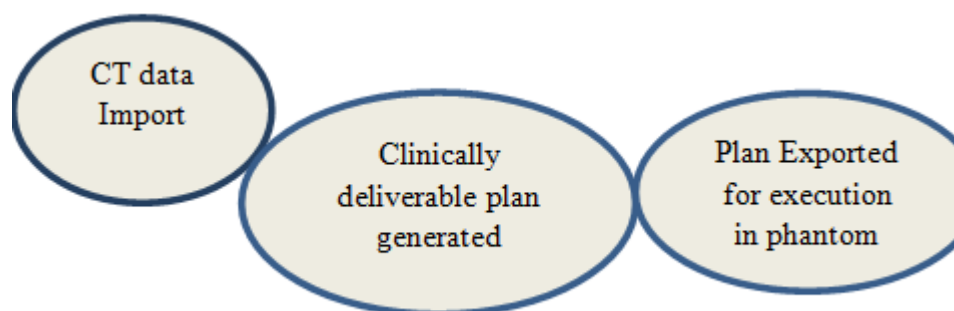 CT data
Import
Clinically
deliverable plan
generated
Plan Exported
for execution
in phantom